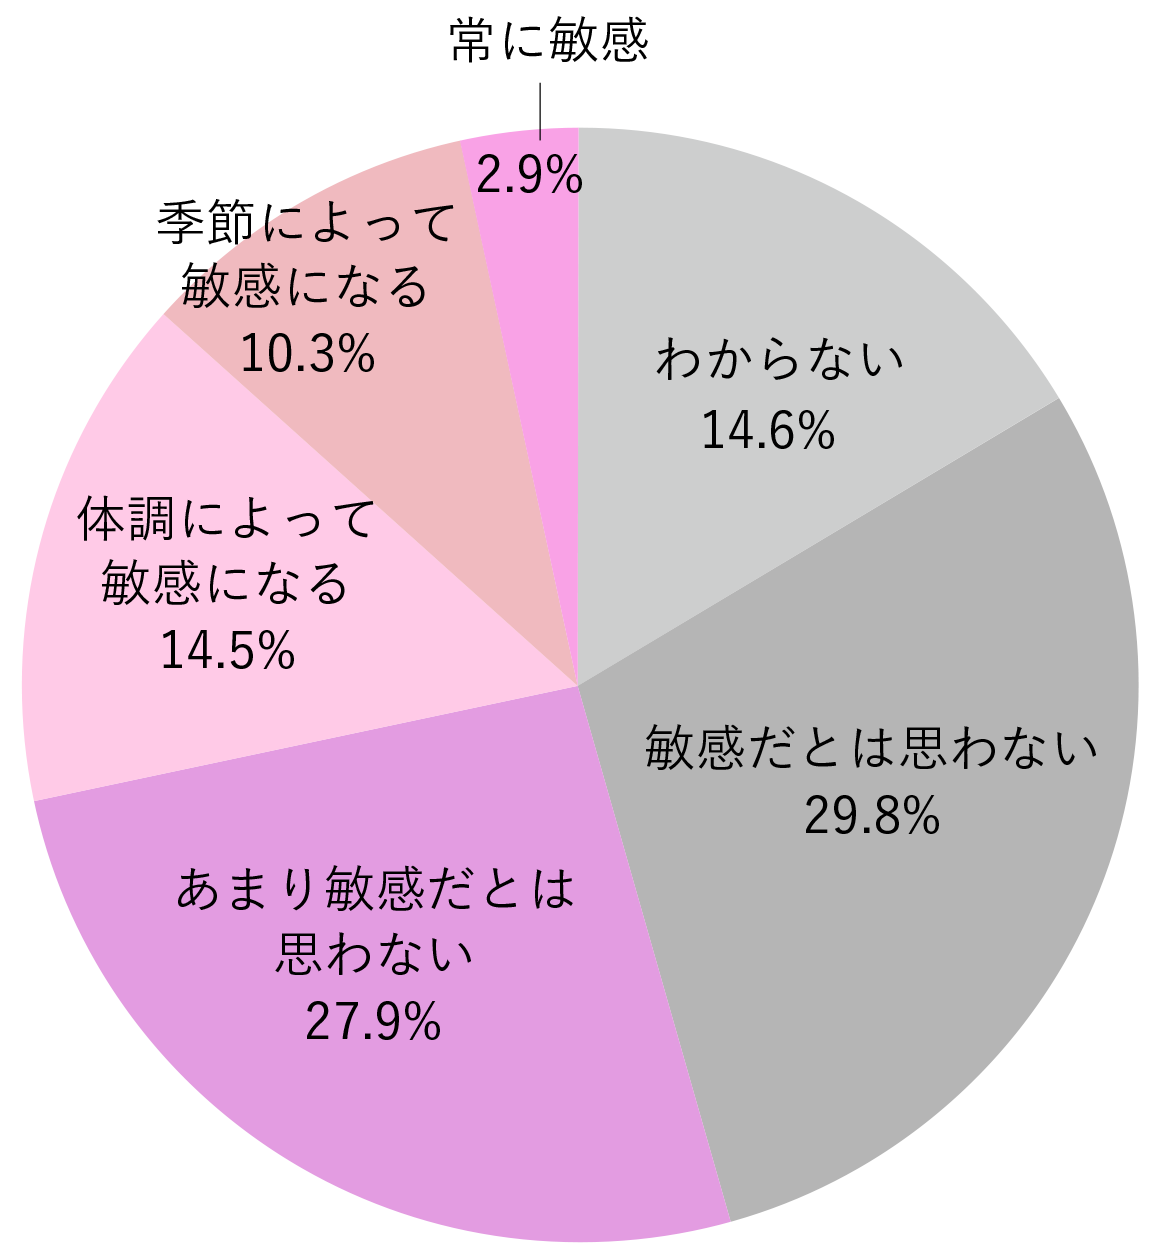 常に敏感
2.9%
季節によって
敏感になる
10.3%
わからない
14.6%
体調によって
敏感になる
14.5%
敏感だとは思わない
29.8%
あまり敏感だとは
思わない
27.9%